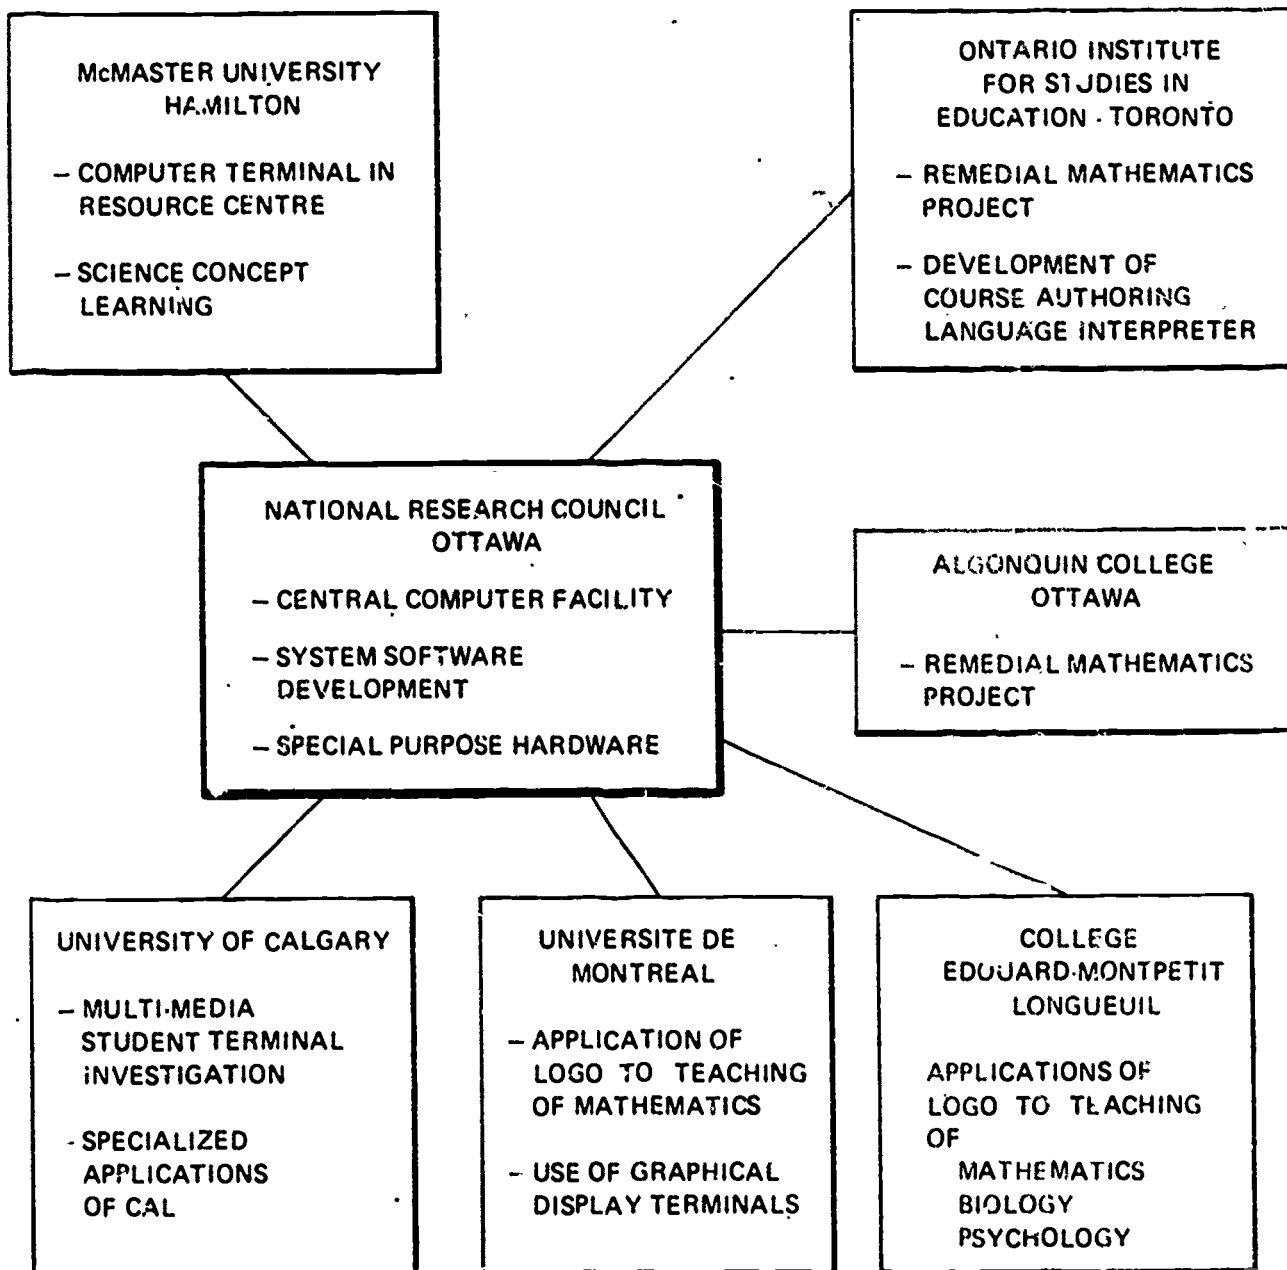 McMASTER UNIVERSITY
HAMILTON
– COMPUTER TERMINAL IN
RESOURCE CENTRE
– SCIENCE CONCEPT
LEARNING
ONTARIO INSTITUTE
FOR STUDIES IN
EDUCATION - TORONTO
– REMEDIAL MATHEMATICS
PROJECT
– DEVELOPMENT OF
COURSE AUTHORING
LANGUAGE INTERPRETER
NATIONAL RESEARCH COUNCIL
OTTAWA
– CENTRAL COMPUTER FACILITY
– SYSTEM SOFTWARE
DEVELOPMENT
– SPECIAL PURPOSE HARDWARE
ALGONQUIN COLLEGE
OTTAWA
– REMEDIAL MATHEMATICS
PROJECT
UNIVERSITY OF CALGARY
– MULTI-MEDIA
STUDENT TERMINAL
INVESTIGATION
- SPECIALIZED
APPLICATIONS
OF CAL
UNIVERSITE DE
MONTREAL
– APPLICATION OF
LOGO TO TEACHING
OF MATHEMATICS
– USE OF GRAPHICAL
DISPLAY TERMINALS
COLLEGE
EDOUARD-MONTPETIT
LONGUEUIL
APPLICATIONS OF
LOGO TO TEACHING
OF
MATHEMATICS
BIOLOGY
PSYCHOLOGY